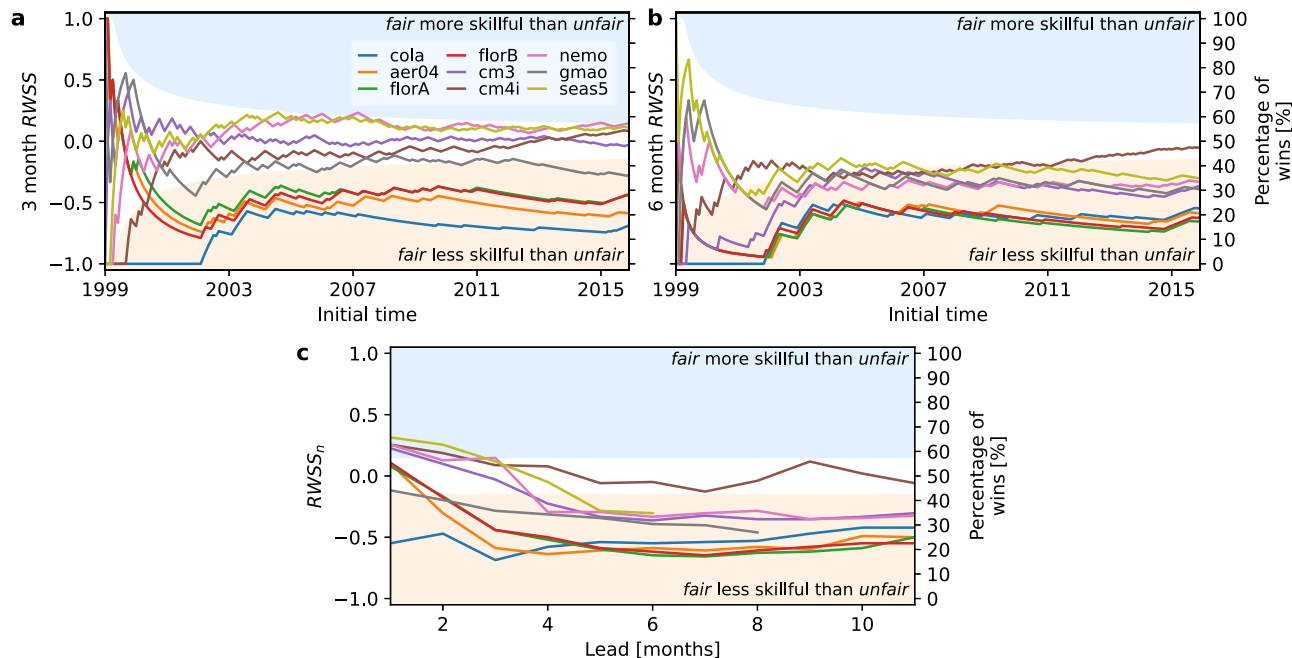 a
fair more skillful than unfair
1.0
0.5
0.0
−0.5
−1.0
3 month RWSS
cola
aer04
florA
florB
cm3
cm4i
nemo
gmao
seas5
fair less skillful than unfair
1999
2003
2007
2011
2015
Initial time
b
fair more skillful than unfair
6 month RWSS
100
90
80
70
60
50
40
30
20
10
0
Percentage of
wins [%]
fair less skillful than unfair
1999
2003
2007
2011
2015
Initial time
c
fair more skillful than unfair
1.0
0.5
0.0
−0.5
−1.0
RWSSn
100
90
80
70
60
50
40
30
20
10
0
Percentage of
wins [%]
fair less skillful than unfair
2
4
6
8
10
Lead [months]